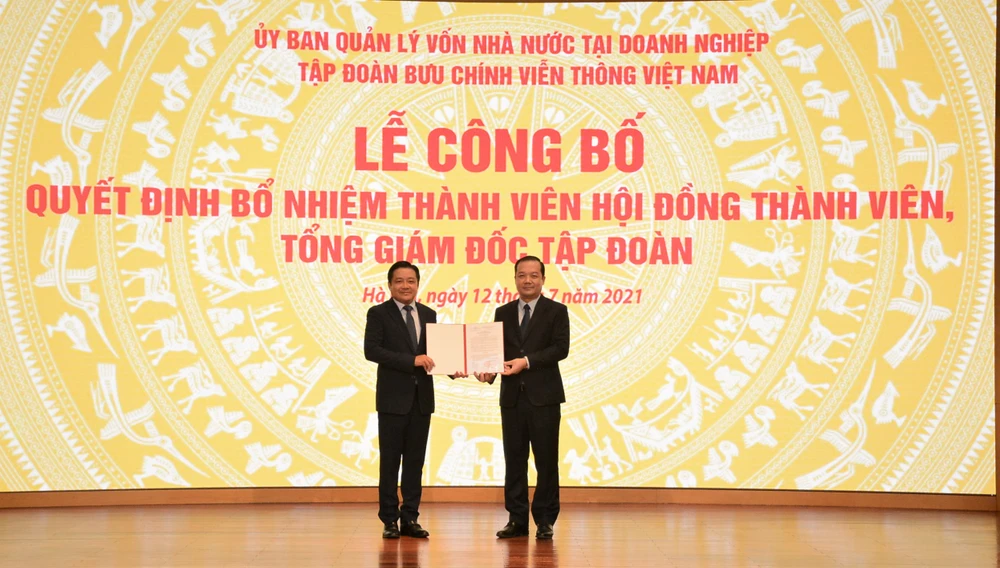 ỦY BAN QUẢN LÝ VỐN NHÀ NƯỚC TẠI DOANH NGHIỆP
TẬP ĐOÀN BƯU CHÍNH VIỄN THÔNG VIỆT NAM
LỄ CÔNG BỐ
QUYẾT ĐỊNH BỔ NHIỆM THÀNH VIÊN HỘI ĐỒNG THÀNH VIÊN,
TỔNG GIÁM ĐỐC TẬP ĐOÀN
ngày 12 7 năm 2021